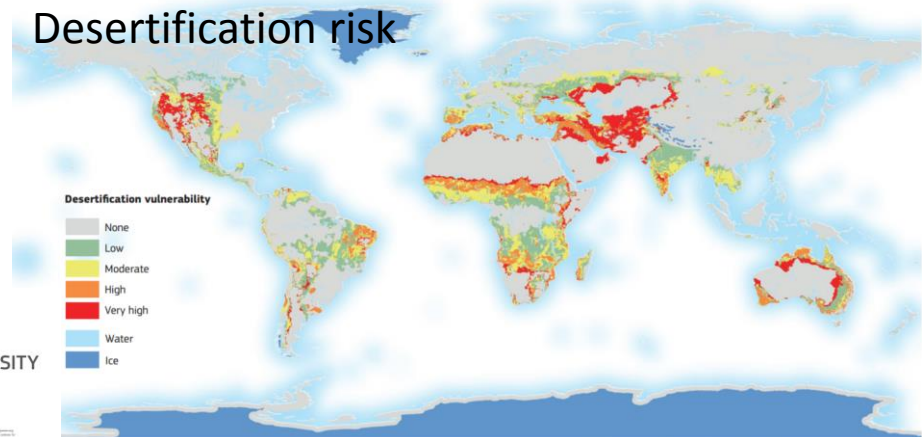 Desertification risk
Desertification vulnerability
None
Low
Moderate
High
Very high
Water
Ice
SITY